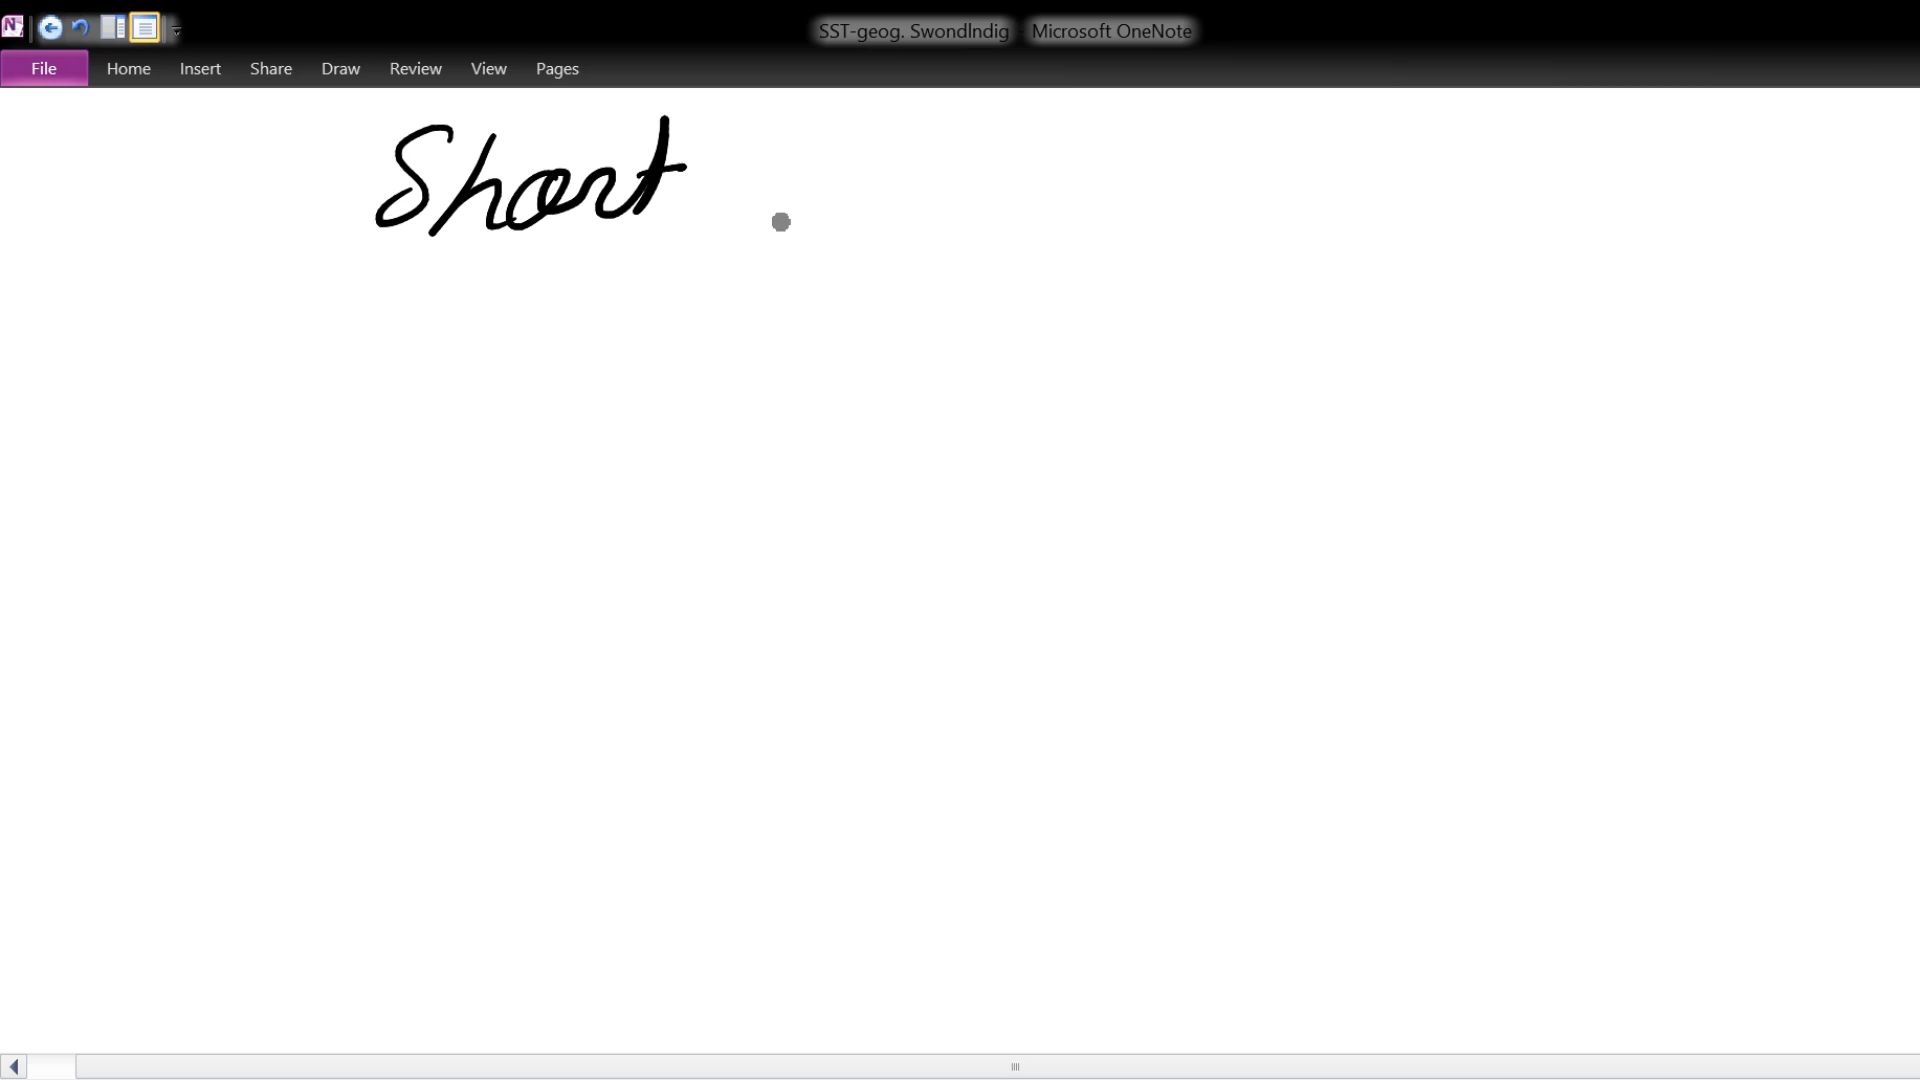 SST-geog. SwondIndig - Microsoft OneNote
File Home Insert Share Draw Review View Pages
Short